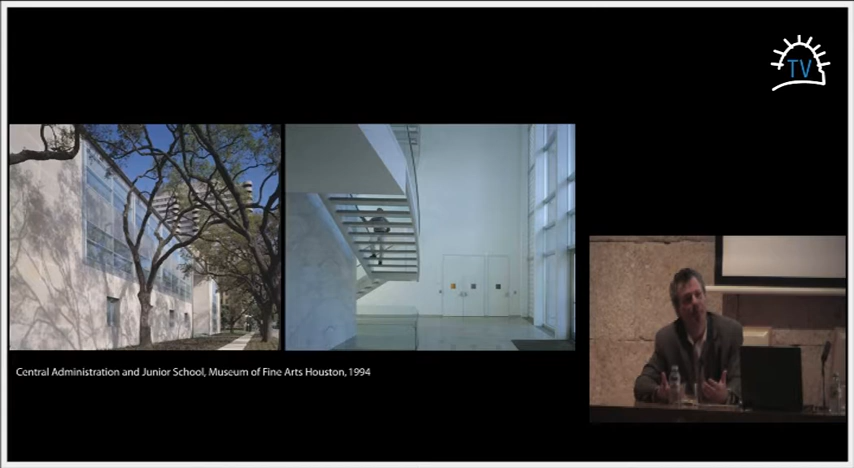 TV
Central Administration and Junior School, Museum of Fine Arts Houston, 1994